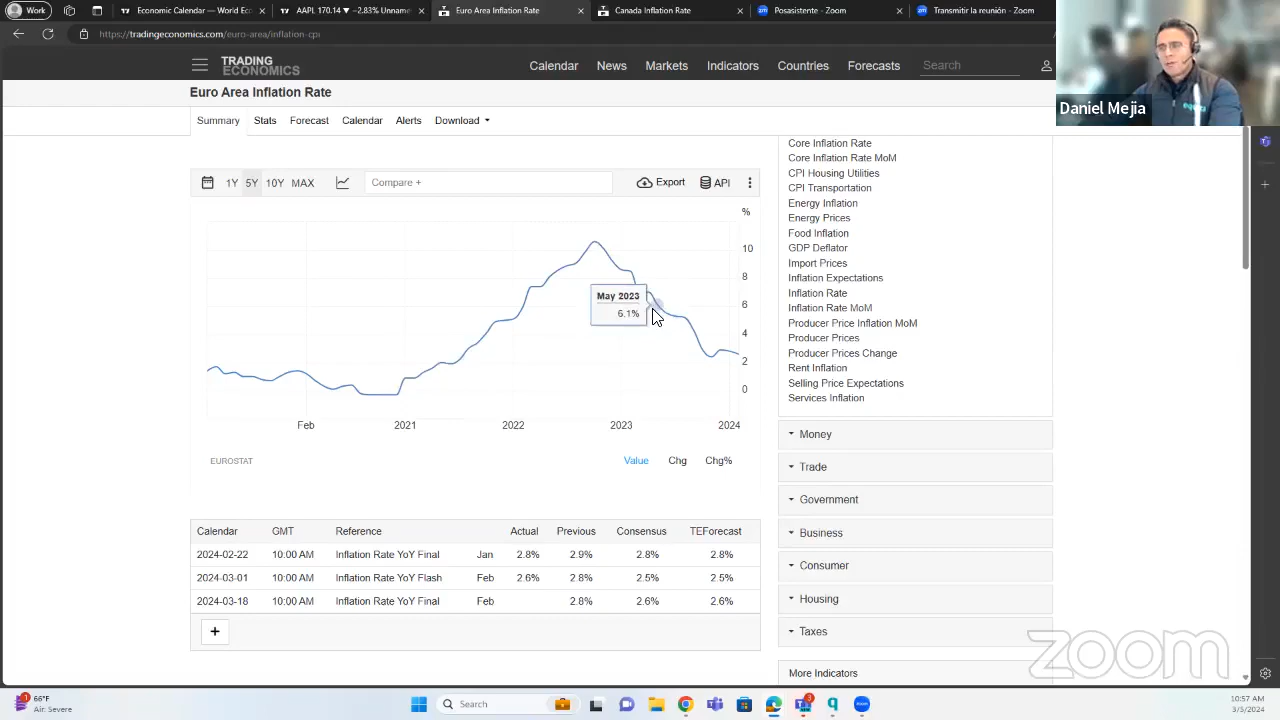 Work
Economic Calendar — World Eco
AAPL 170.14 ▼ −2.83% Unname
Euro Area Inflation Rate
Canada Inflation Rate
Posasistente - Zoom
Transmitir la reunión - Zoom
https://tradingeconomics.com/euro-area/inflation-cpi
TRADING
ECONOMICS
Calendar News Markets Indicators Countries Forecasts Search
Daniel Mejia
Euro Area Inflation Rate
Summary Stats Forecast Calendar Alerts Download
1Y 5Y 10Y MAX Compare + Export API
%
10
8
6
4
2
0
May 2023
6.1%
Feb 2021 2022 2023 2024
EUROSTAT Value Chg Chg%
Calendar GMT Reference Actual Previous Consensus TEForecast
2024-02-22 10:00 AM Inflation Rate YoY Final Jan 2.8% 2.9% 2.8% 2.8%
2024-03-01 10:00 AM Inflation Rate YoY Flash Feb 2.6% 2.8% 2.5% 2.5%
2024-03-18 10:00 AM Inflation Rate YoY Final Feb 2.8% 2.6% 2.6%
+
Core Inflation Rate
Core Inflation Rate MoM
CPI Housing Utilities
CPI Transportation
Energy Inflation
Energy Prices
Food Inflation
GDP Deflator
Import Prices
Inflation Expectations
Inflation Rate
Inflation Rate MoM
Producer Price Inflation MoM
Producer Prices
Producer Prices Change
Rent Inflation
Selling Price Expectations
Services Inflation
Money
Trade
Government
Business
Consumer
Housing
Taxes
More Indicators
zoom
66°F
Air: Severe
Search
10:57 AM
3/5/2024